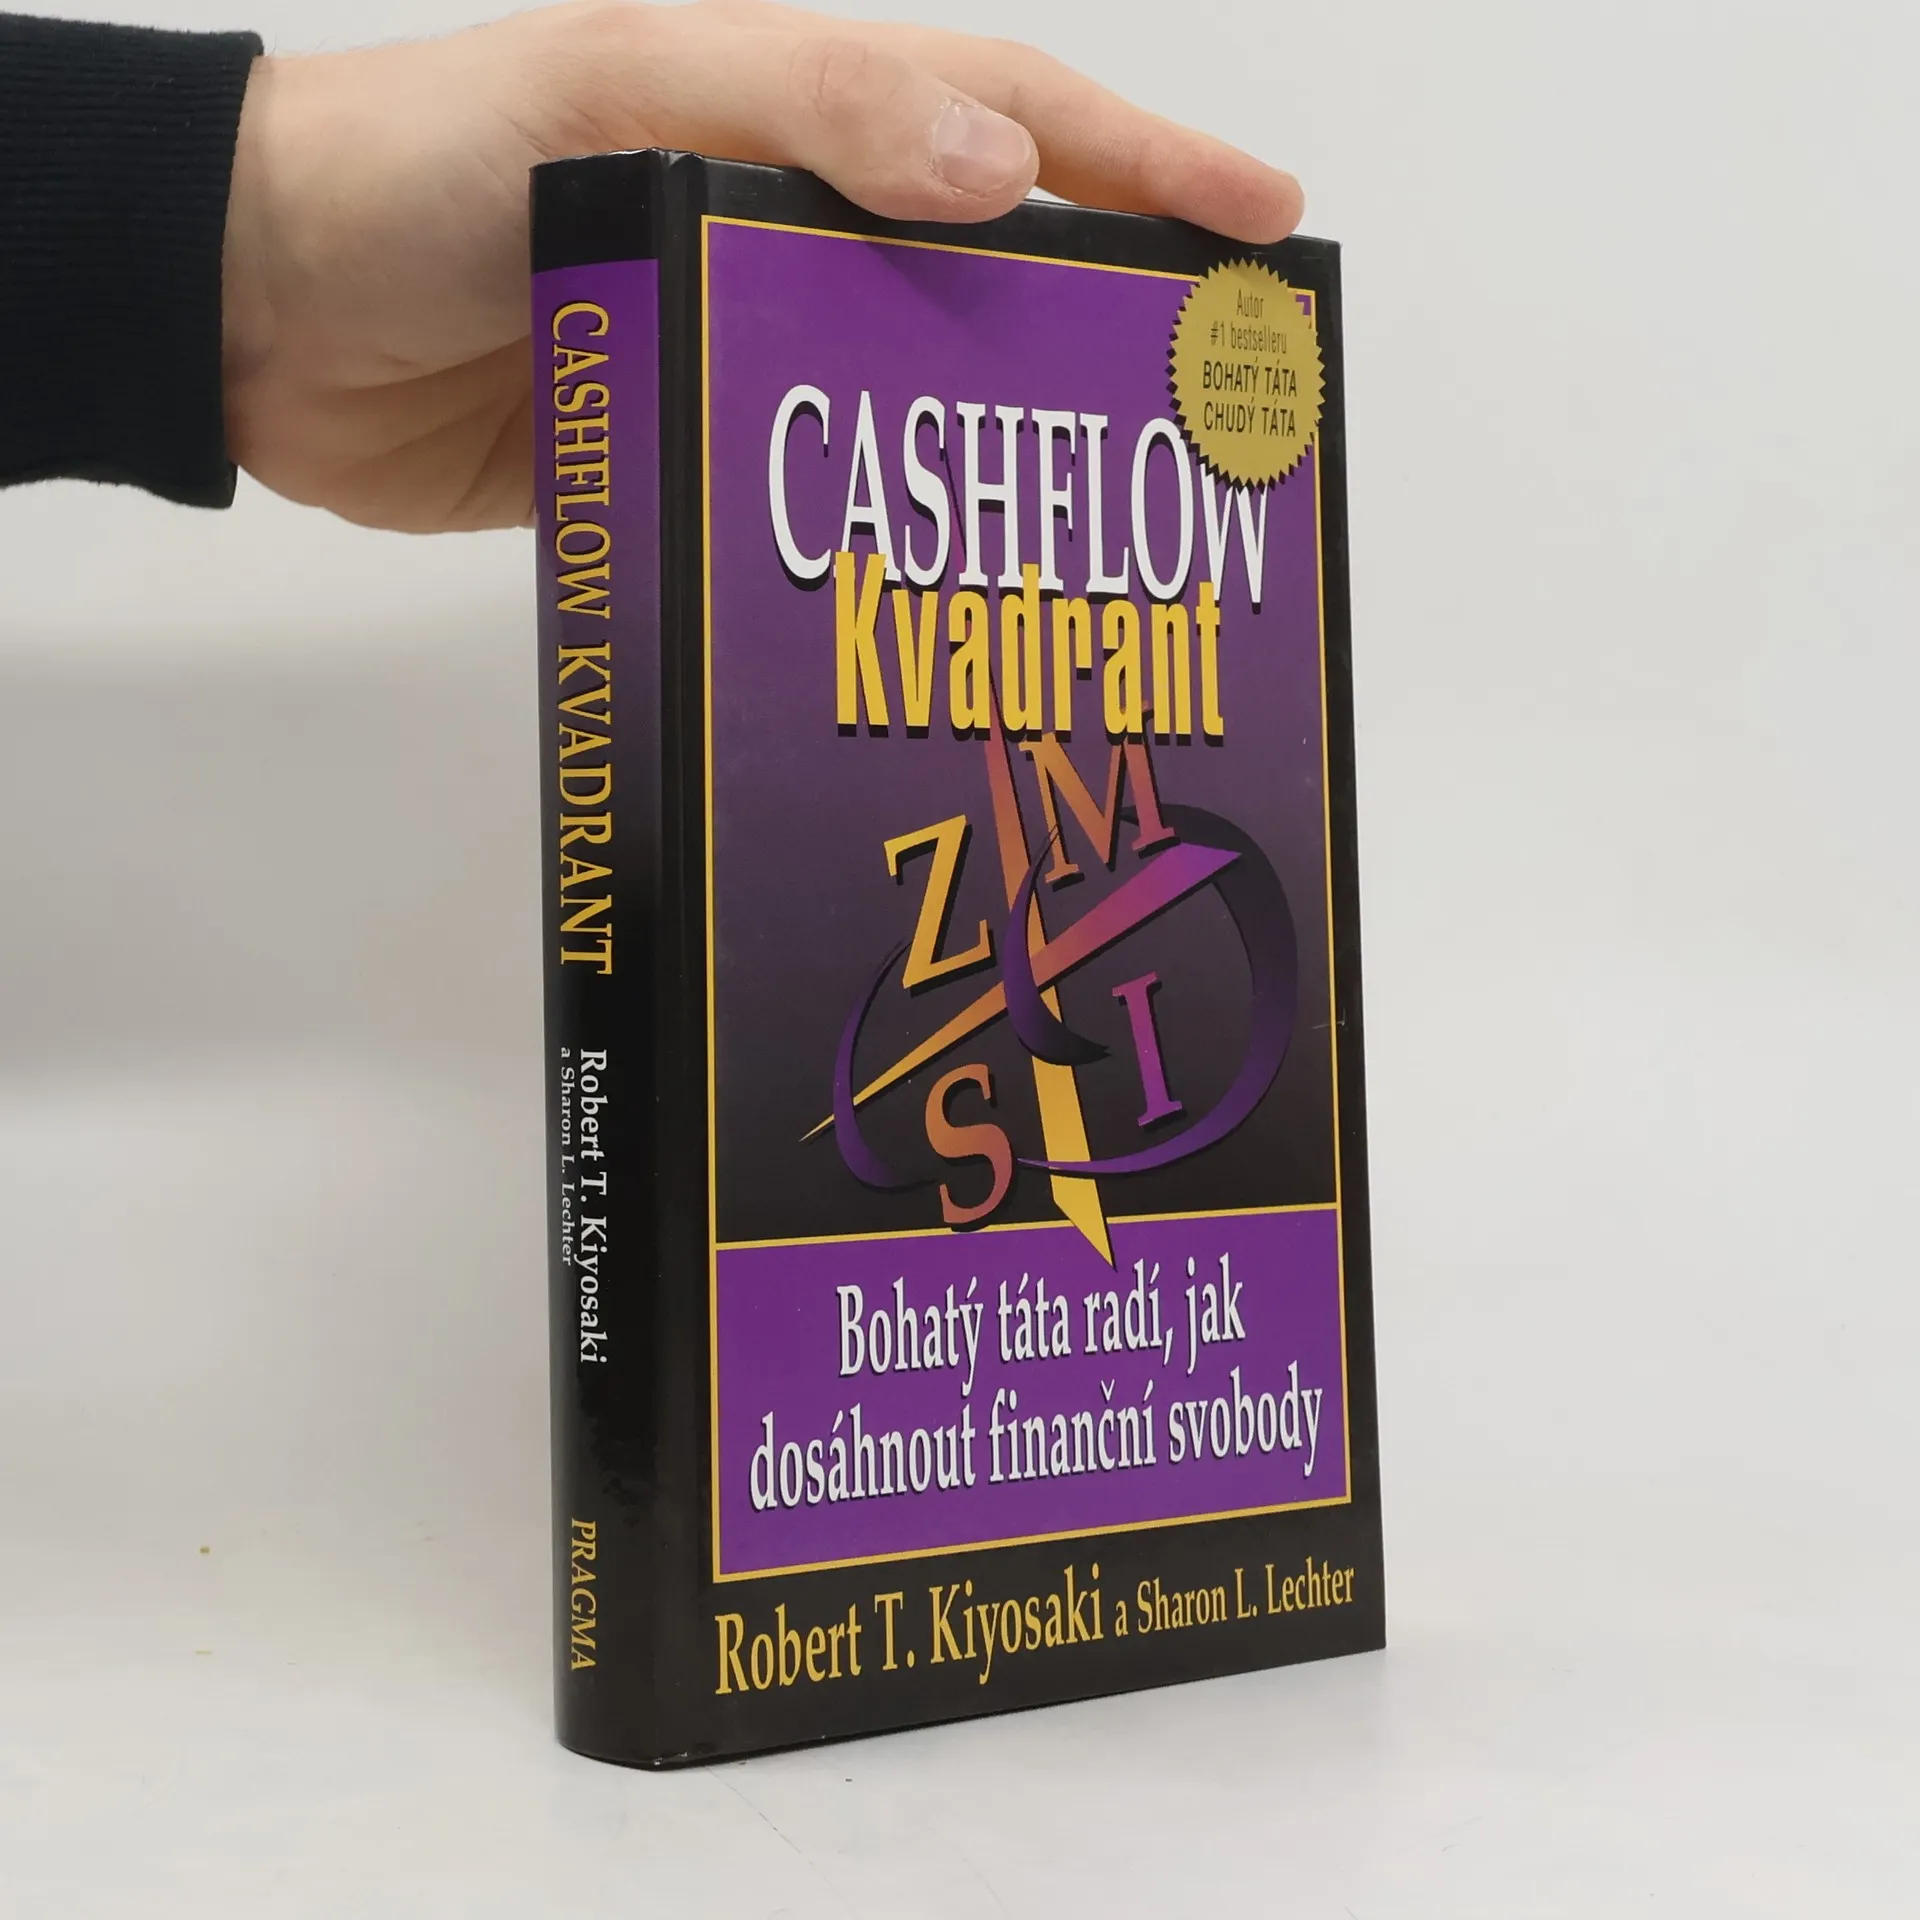 CASHFLOW KVADRANT
Robert T. Kiyosaki
a Sharon L. Lechter
PRAGMA
Autor
#1 bestselleru
BOHATÝ TÁTA
CHUDÝ TÁTA
CASHFLOW
Kvadrant
Z M
S I
Bohatý táta radí, jak
dosáhnout finanční svobody
Robert T. Kiyosaki a Sharon L. Lechter